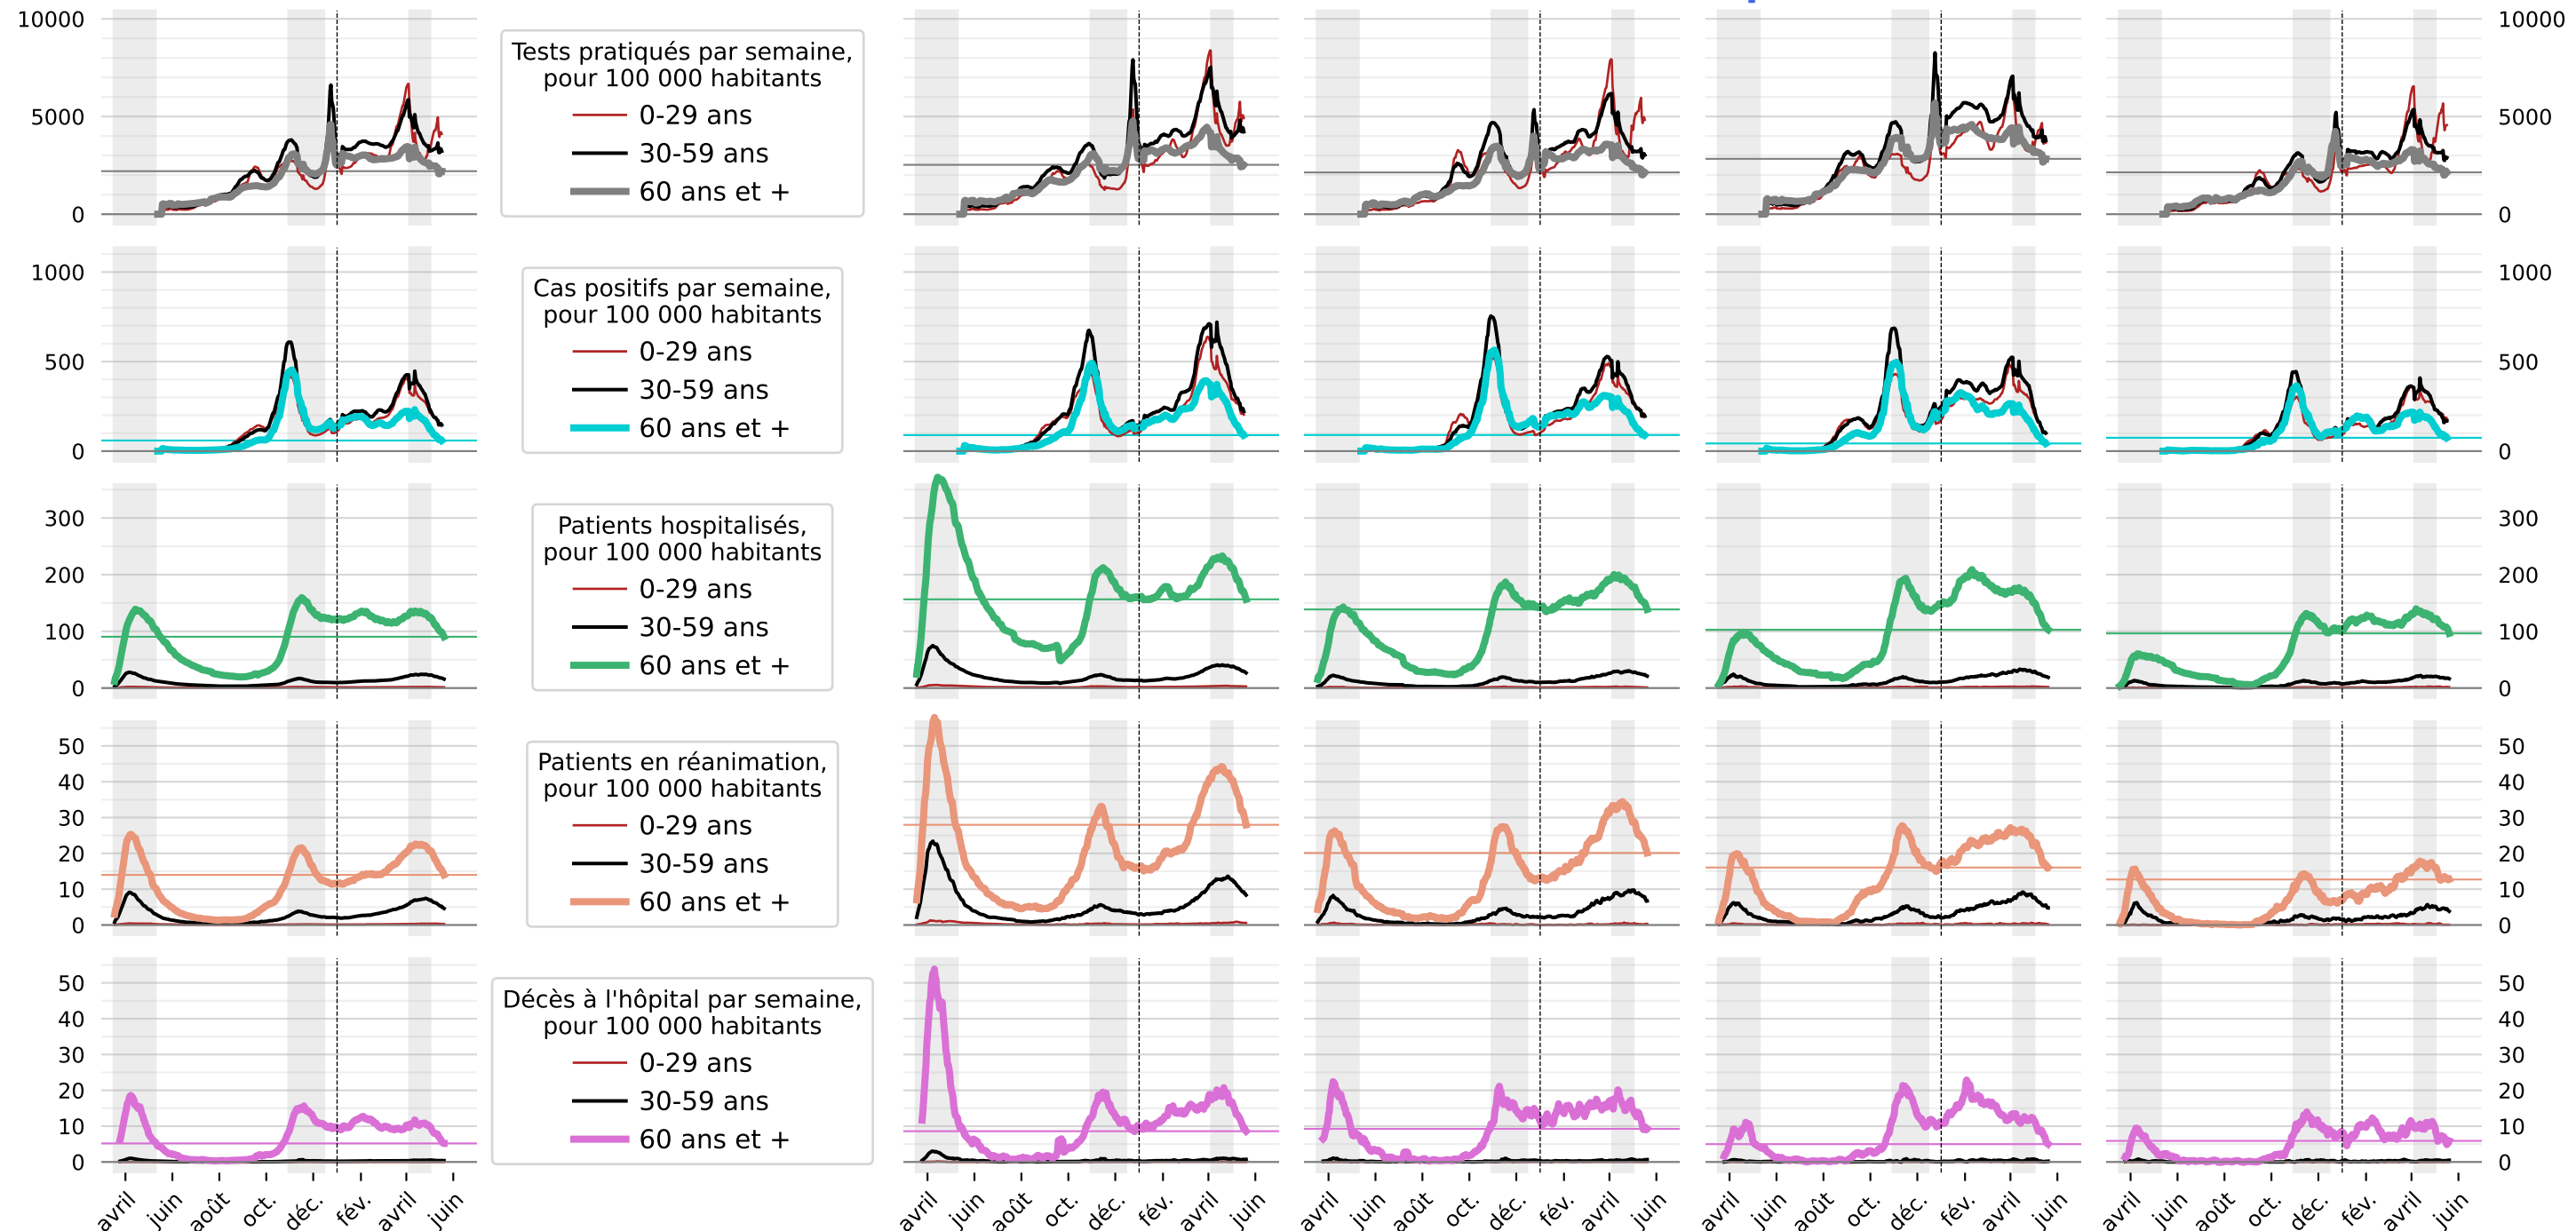 10000
5000
0
Tests pratiqués par semaine,
pour 100 000 habitants
0-29 ans
30-59 ans
60 ans et +
10000
5000
0
1000
500
0
Cas positifs par semaine,
pour 100 000 habitants
0-29 ans
30-59 ans
60 ans et +
1000
500
0
300
200
100
0
Patients hospitalisés,
pour 100 000 habitants
0-29 ans
30-59 ans
60 ans et +
300
200
100
0
50
40
30
20
10
0
Patients en réanimation,
pour 100 000 habitants
0-29 ans
30-59 ans
60 ans et +
50
40
30
20
10
0
50
40
30
20
10
0
Décès à l'hôpital par semaine,
pour 100 000 habitants
0-29 ans
30-59 ans
60 ans et +
50
40
30
20
10
0
avril juin août oct. déc. fév. avril juin
avril juin août oct. déc. fév. avril juin
avril juin août oct. déc. fév. avril juin
avril juin août oct. déc. fév. avril juin
avril juin août oct. déc. fév. avril juin